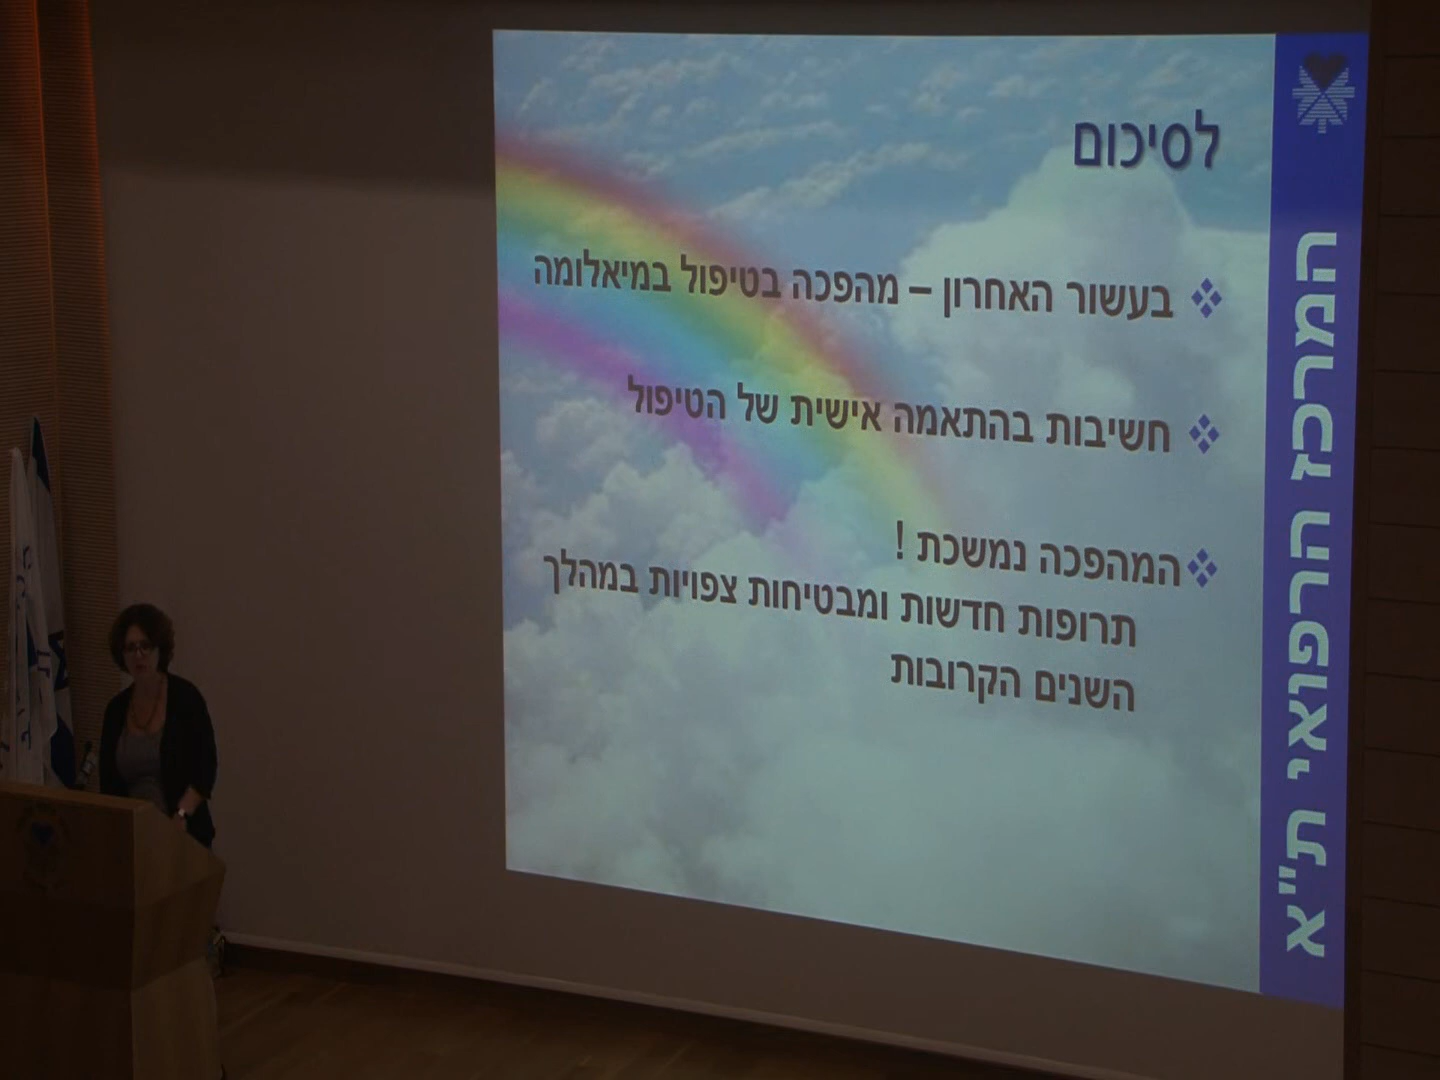 לסיכום
בעשור האחרון – מהפכה בטיפול במיאלומה
חשיבות בהתאמה אישית של הטיפול
המהפכה נמשכת !
תרופות חדשות ומבטיחות צפויות במהלך
השנים הקרובות
המרכז הרפואי ת"א